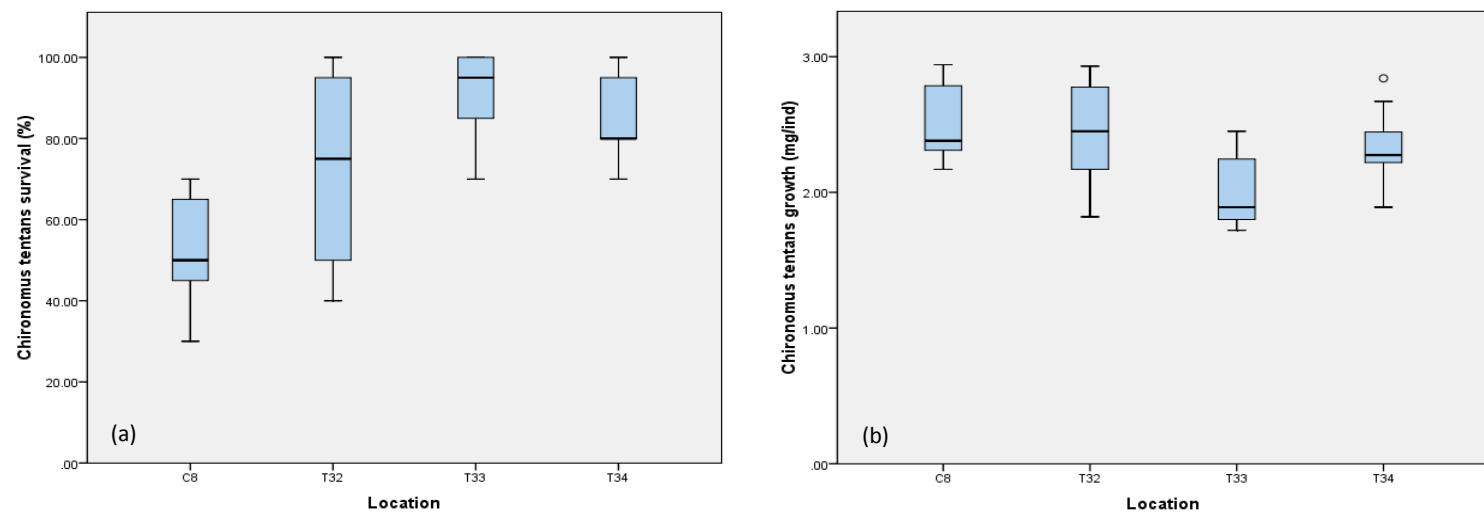 Chironomus tentans survival (%)
100.00
80.00
60.00
40.00
20.00
.00
(a)
C8 T32 T33 T34
Location
Chironomus tentans growth (mg/ind)
3.00
2.00
1.00
.00
(b)
C8 T32 T33 T34
Location